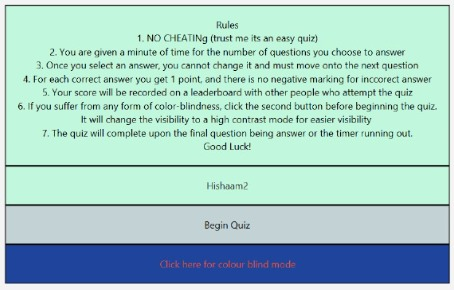 Rules
1. NO CHEATINg (trust me its an easy quiz)
2. You are given a minute of time for the number of questions you choose to answer
3. Once you select an answer, you cannot change it and must move onto the next question
4. For each correct answer you get 1 point, and there is no negative marking for inccorect answer
5. Your score will be recorded on a leaderboard with other people who attempt the quiz
6. If you suffer from any form of color-blindness, click the second button before beginning the quiz.
It will change the visibility to a high contrast mode for easier visibility
7. The quiz will complete upon the final question being answer or the timer running out.
Good Luck!
Hishaam2
Begin Quiz
Click here for colour blind mode